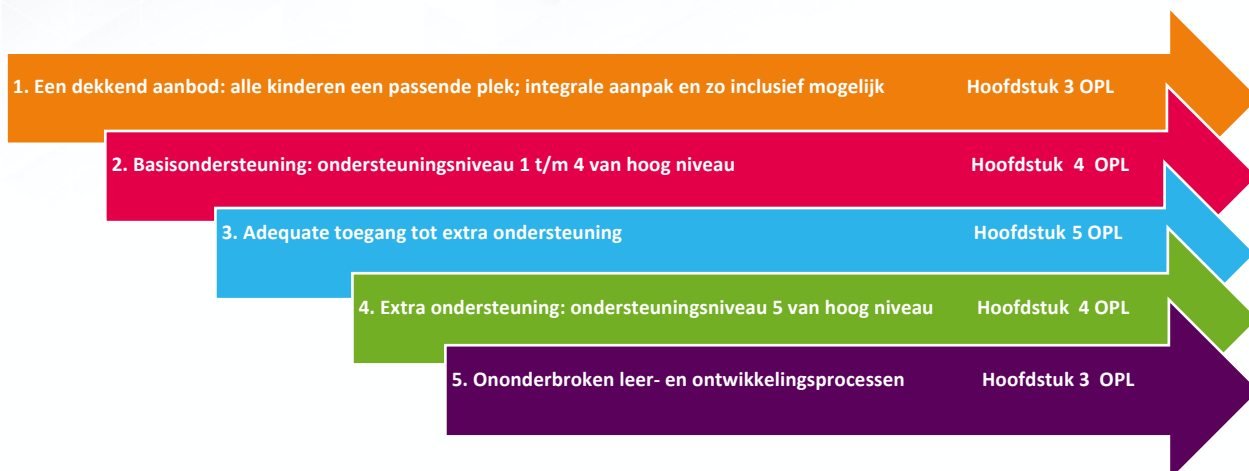 1. Een dekkend aanbod: alle kinderen een passende plek; integrale aanpak en zo inclusief mogelijk Hoofdstuk 3 OPL
2. Basisondersteuning: ondersteuningsniveau 1 t/m 4 van hoog niveau Hoofdstuk 4 OPL
3. Adequate toegang tot extra ondersteuning Hoofdstuk 5 OPL
4. Extra ondersteuning: ondersteuningsniveau 5 van hoog niveau Hoofdstuk 4 OPL
5. Ononderbroken leer- en ontwikkelingsprocessen Hoofdstuk 3 OPL